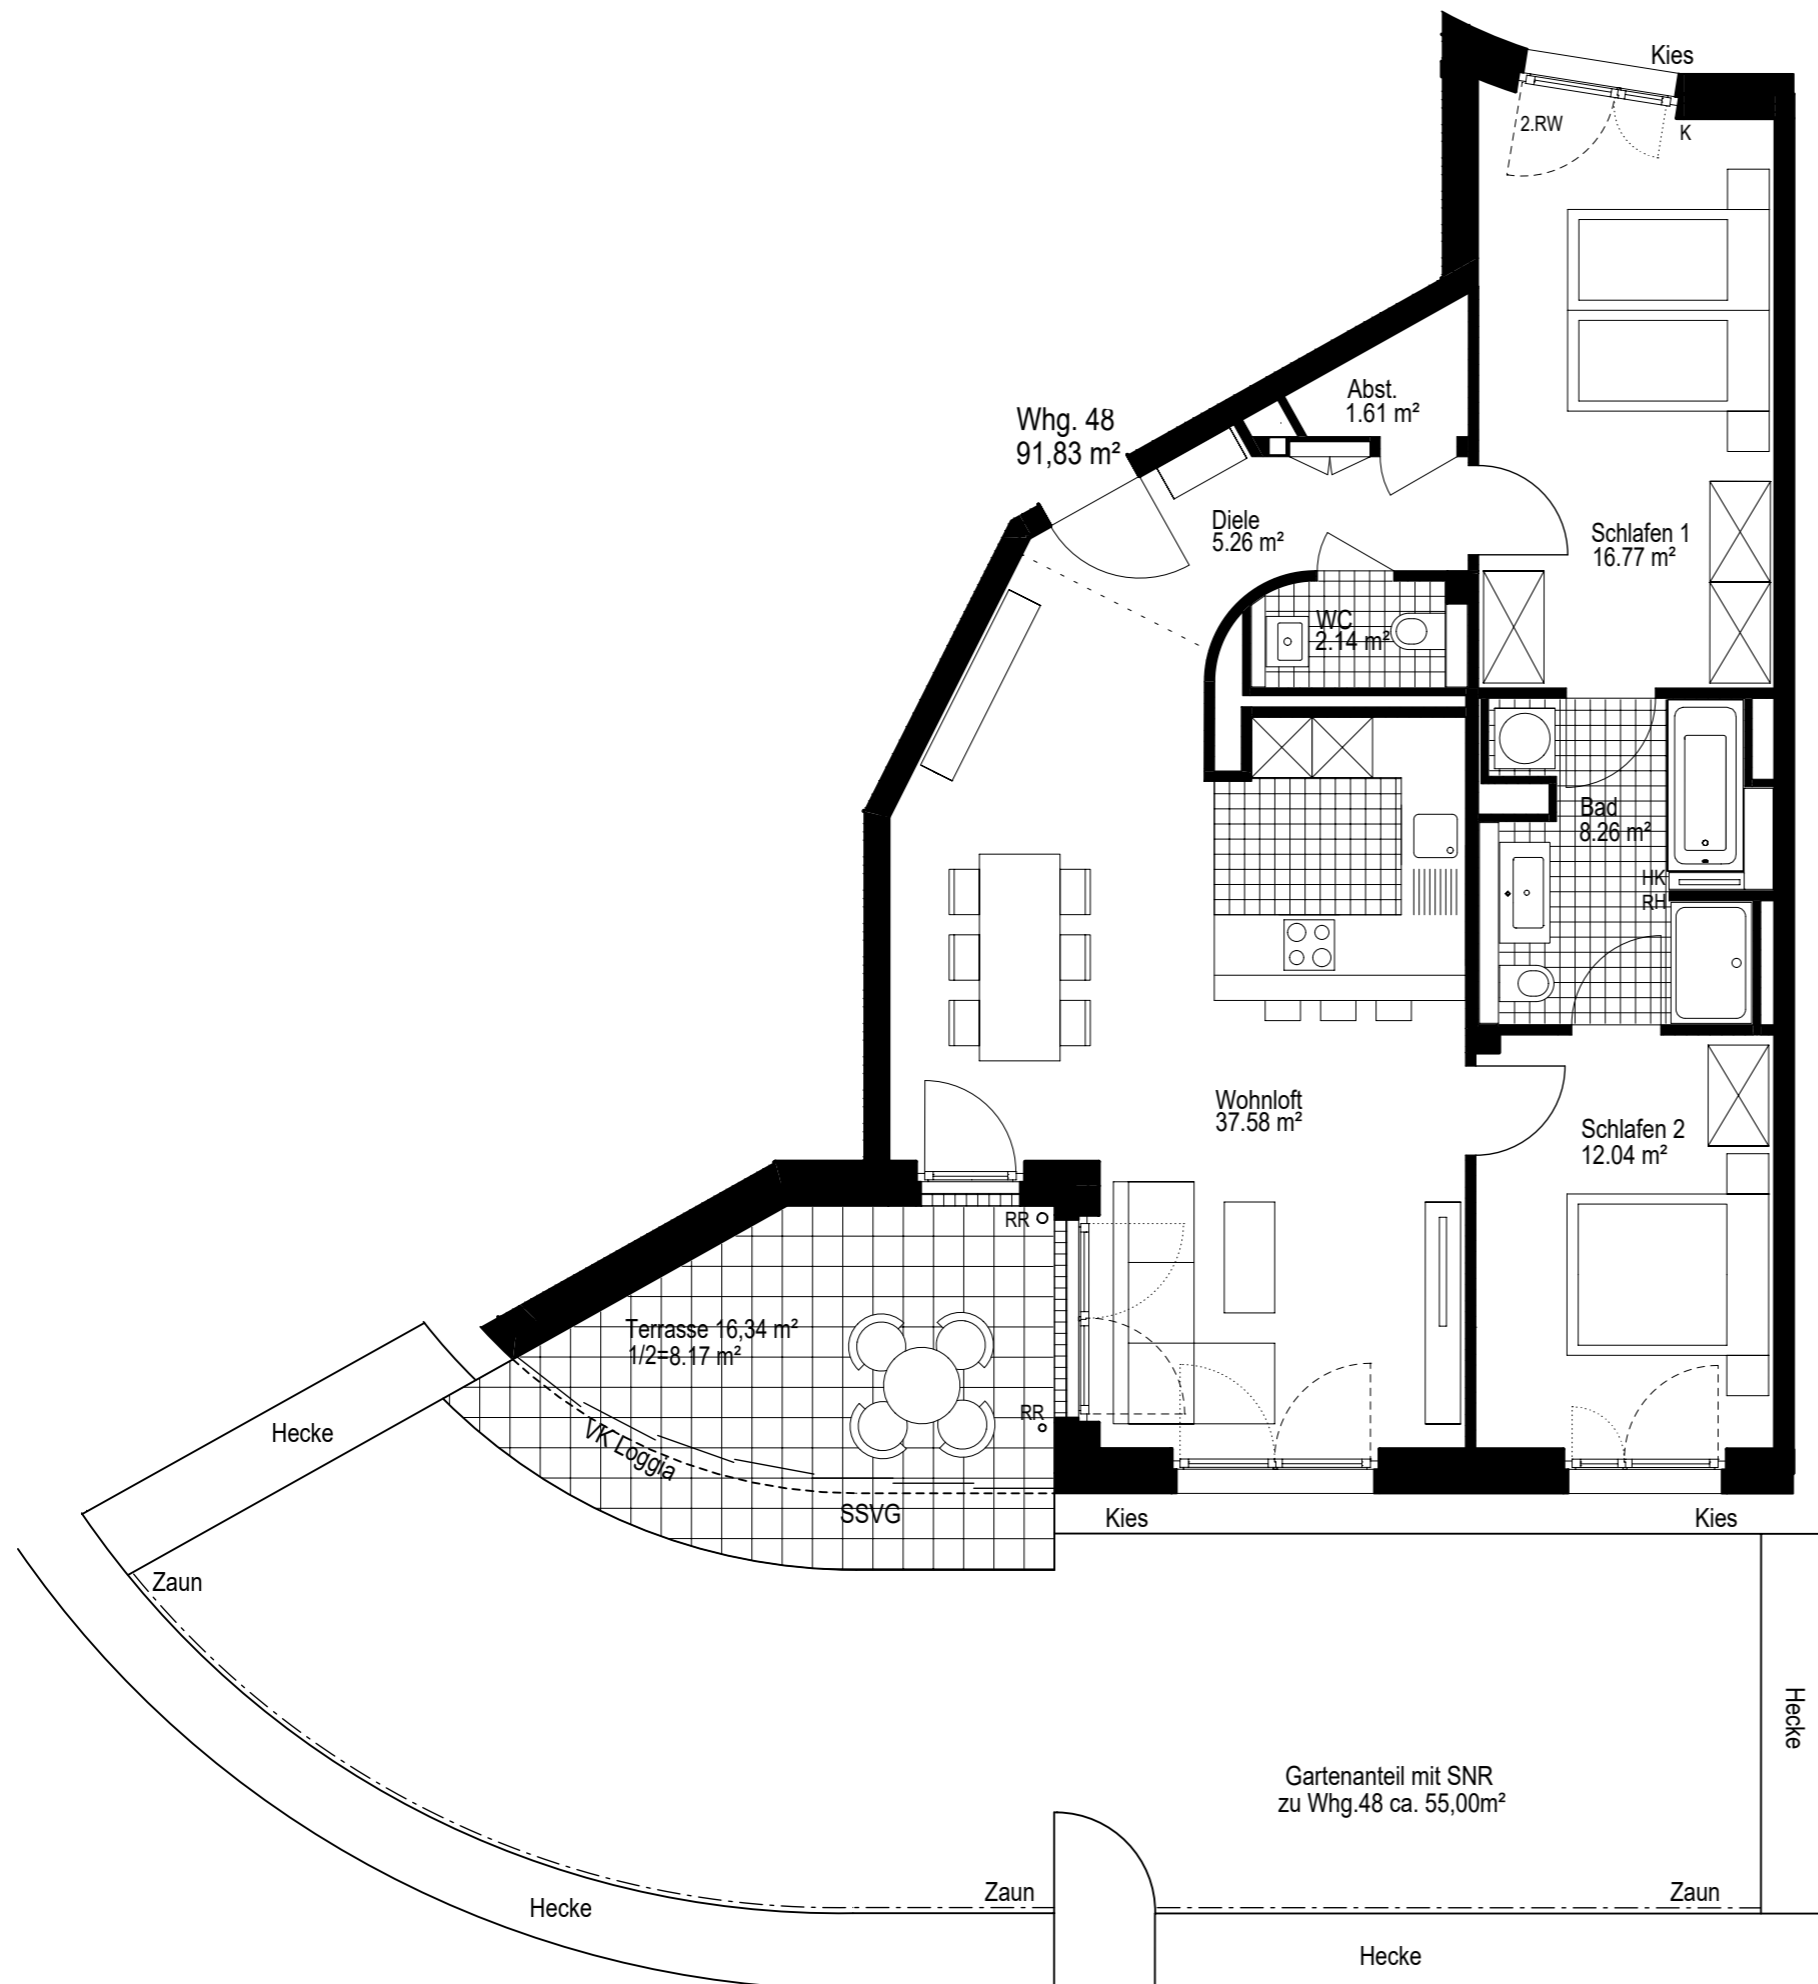 Kies
2.RW
K
Abst.
1.61 m²
Whg. 48
91,83 m²
Diele
5.26 m²
Schlafen 1
16.77 m²
WC
2.14 m²
Bad
8.26 m²
HK
RH
Wohnloft
37.58 m²
Schlafen 2
12.04 m²
RR
Terrasse 16,34 m²
1/2=8.17 m²
RR
Hecke
VK Loggia
SSVG
Kies
Kies
Zaun
Hecke
Gartenanteil mit SNR
zu Whg.48 ca. 55,00m²
Zaun
Zaun
Hecke
Hecke